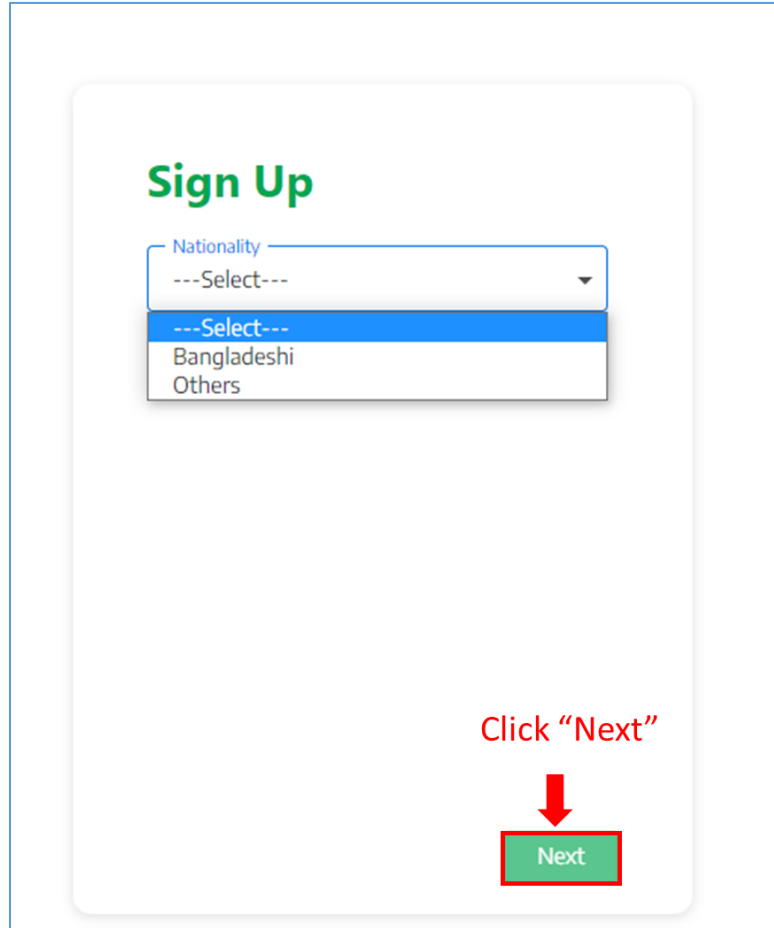 Sign Up
Nationality
---Select---
---Select---
Bangladeshi
Others
Click “Next”
Next